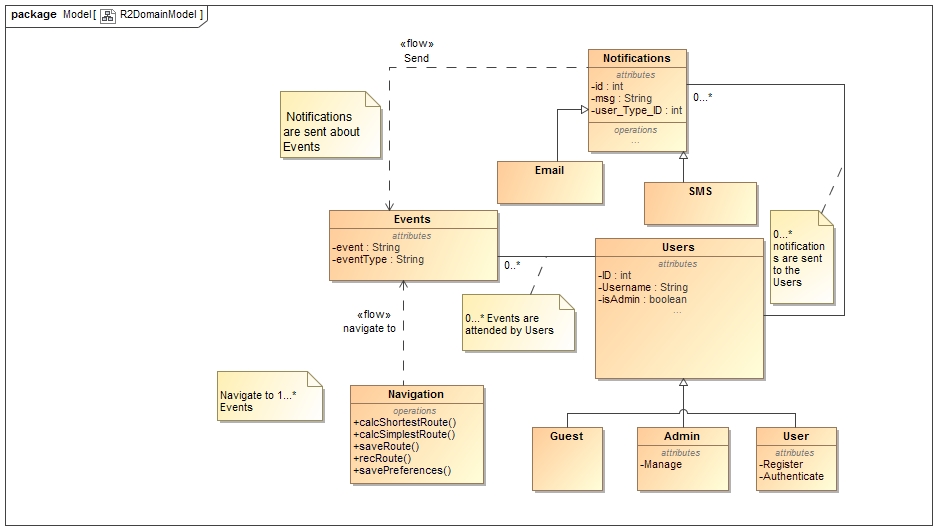 package Model[ R2DomainModel ]
«flow»
Send
Notifications
attributes
-id : int
-msg : String
-user_Type_ID : int
operations
...
0...*
Notifications
are sent about
Events
Email
SMS
Events
attributes
-event : String
-eventType : String
0..*
Users
attributes
-ID : int
-Username : String
-isAdmin : boolean
...
0...*
notification
s are sent
to the
Users
0...* Events are
attended by Users
«flow»
navigate to
Navigate to 1...*
Events
Navigation
operations
+calcShortestRoute()
+calcSimplestRoute()
+saveRoute()
+recRoute()
+savePreferences()
Guest
Admin
attributes
-Manage
User
attributes
-Register
-Authenticate